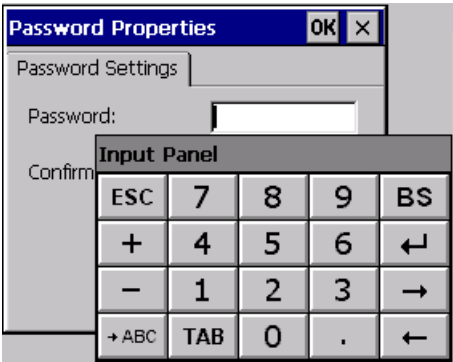 Password Properties OK ×
Password Settings
Password:
Input Panel
Confirm
ESC 7 8 9 BS
+ 4 5 6 ↵
− 1 2 3 →
→ABC TAB 0 . ←